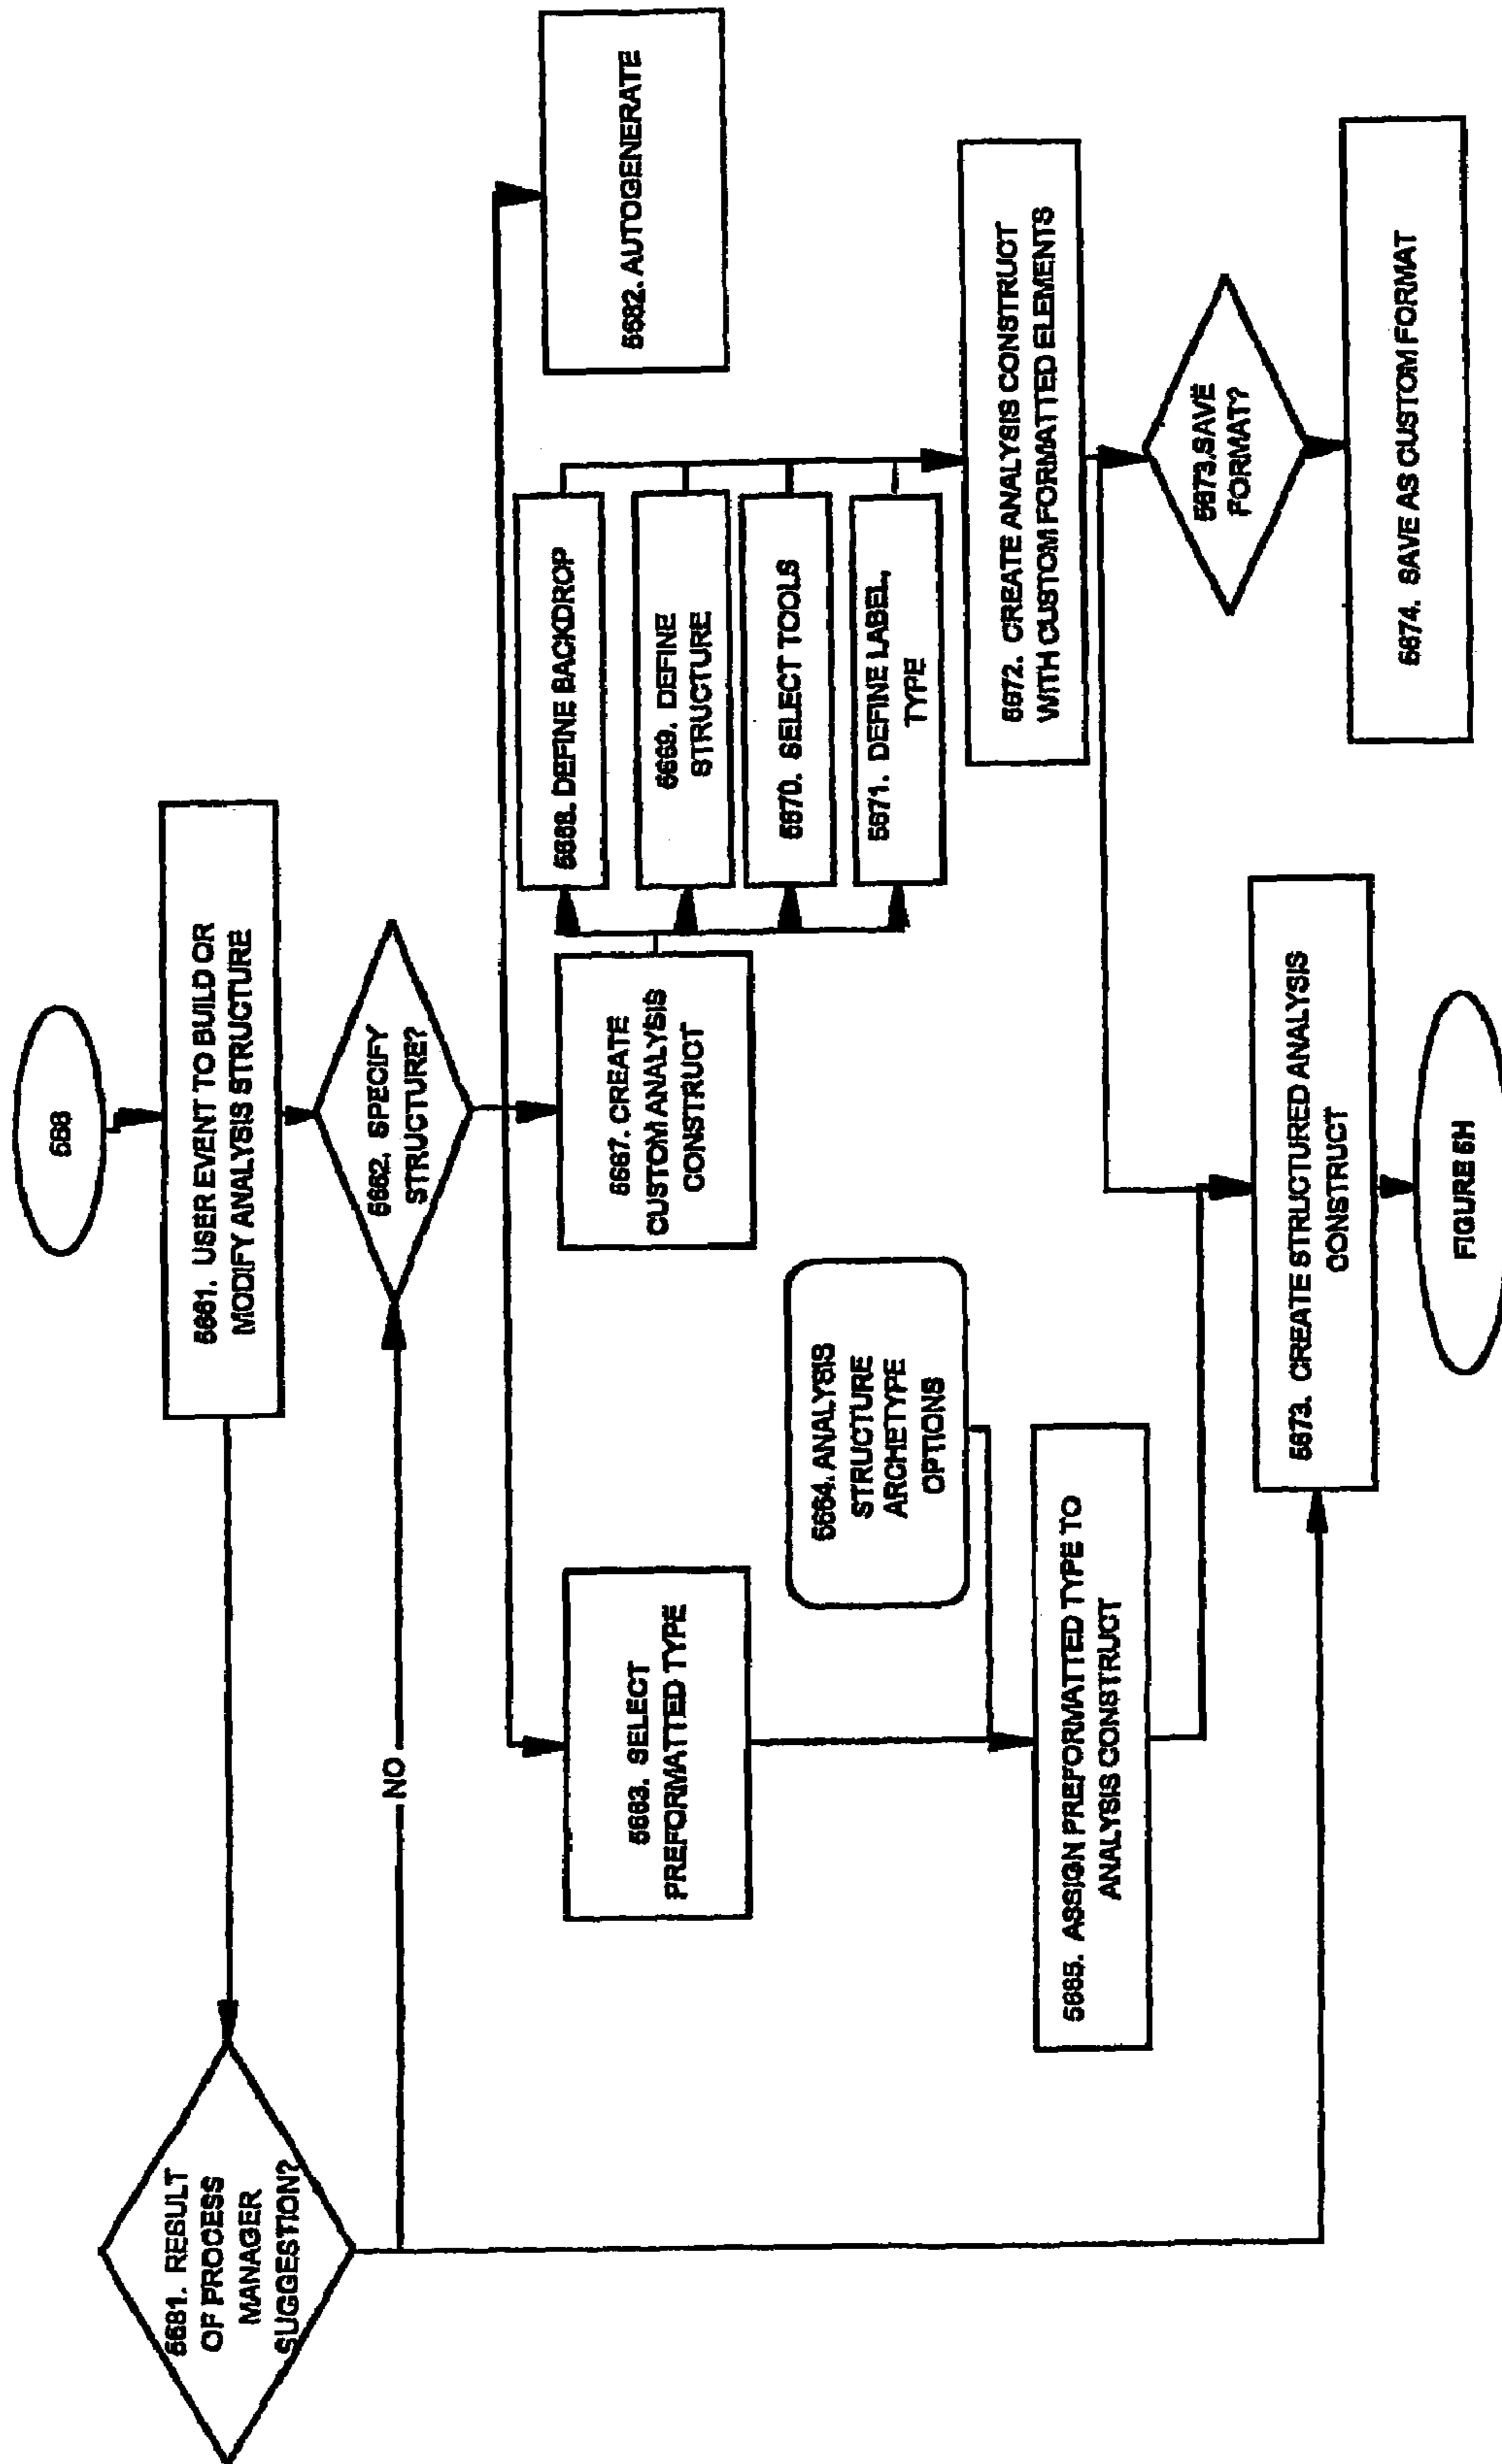 5661. USER EVENT TO BUILD OR
MODIFY ANALYSIS STRUCTURE
5681. RESULT
OF PROCESS
MANAGER
SUGGESTION?
NO
5662. SPECIFY
STRUCTURE?
5663. SELECT
PREFORMATTED TYPE
5667. CREATE
CUSTOM ANALYSIS
CONSTRUCT
5668. DEFINE BACKDROP
5669. DEFINE
STRUCTURE
5670. SELECT TOOLS
5671. DEFINE LABEL,
TYPE
5682. AUTOGENERATE
5664. ANALYSIS
STRUCTURE
ARCHETYPE
OPTIONS
5665. ASSIGN PREFORMATTED TYPE TO
ANALYSIS CONSTRUCT
5672. CREATE ANALYSIS CONSTRUCT
WITH CUSTOM FORMATTED ELEMENTS
5673.SAVE
FORMAT?
5673. CREATE STRUCTURED ANALYSIS
CONSTRUCT
5674. SAVE AS CUSTOM FORMAT
FIGURE 5H